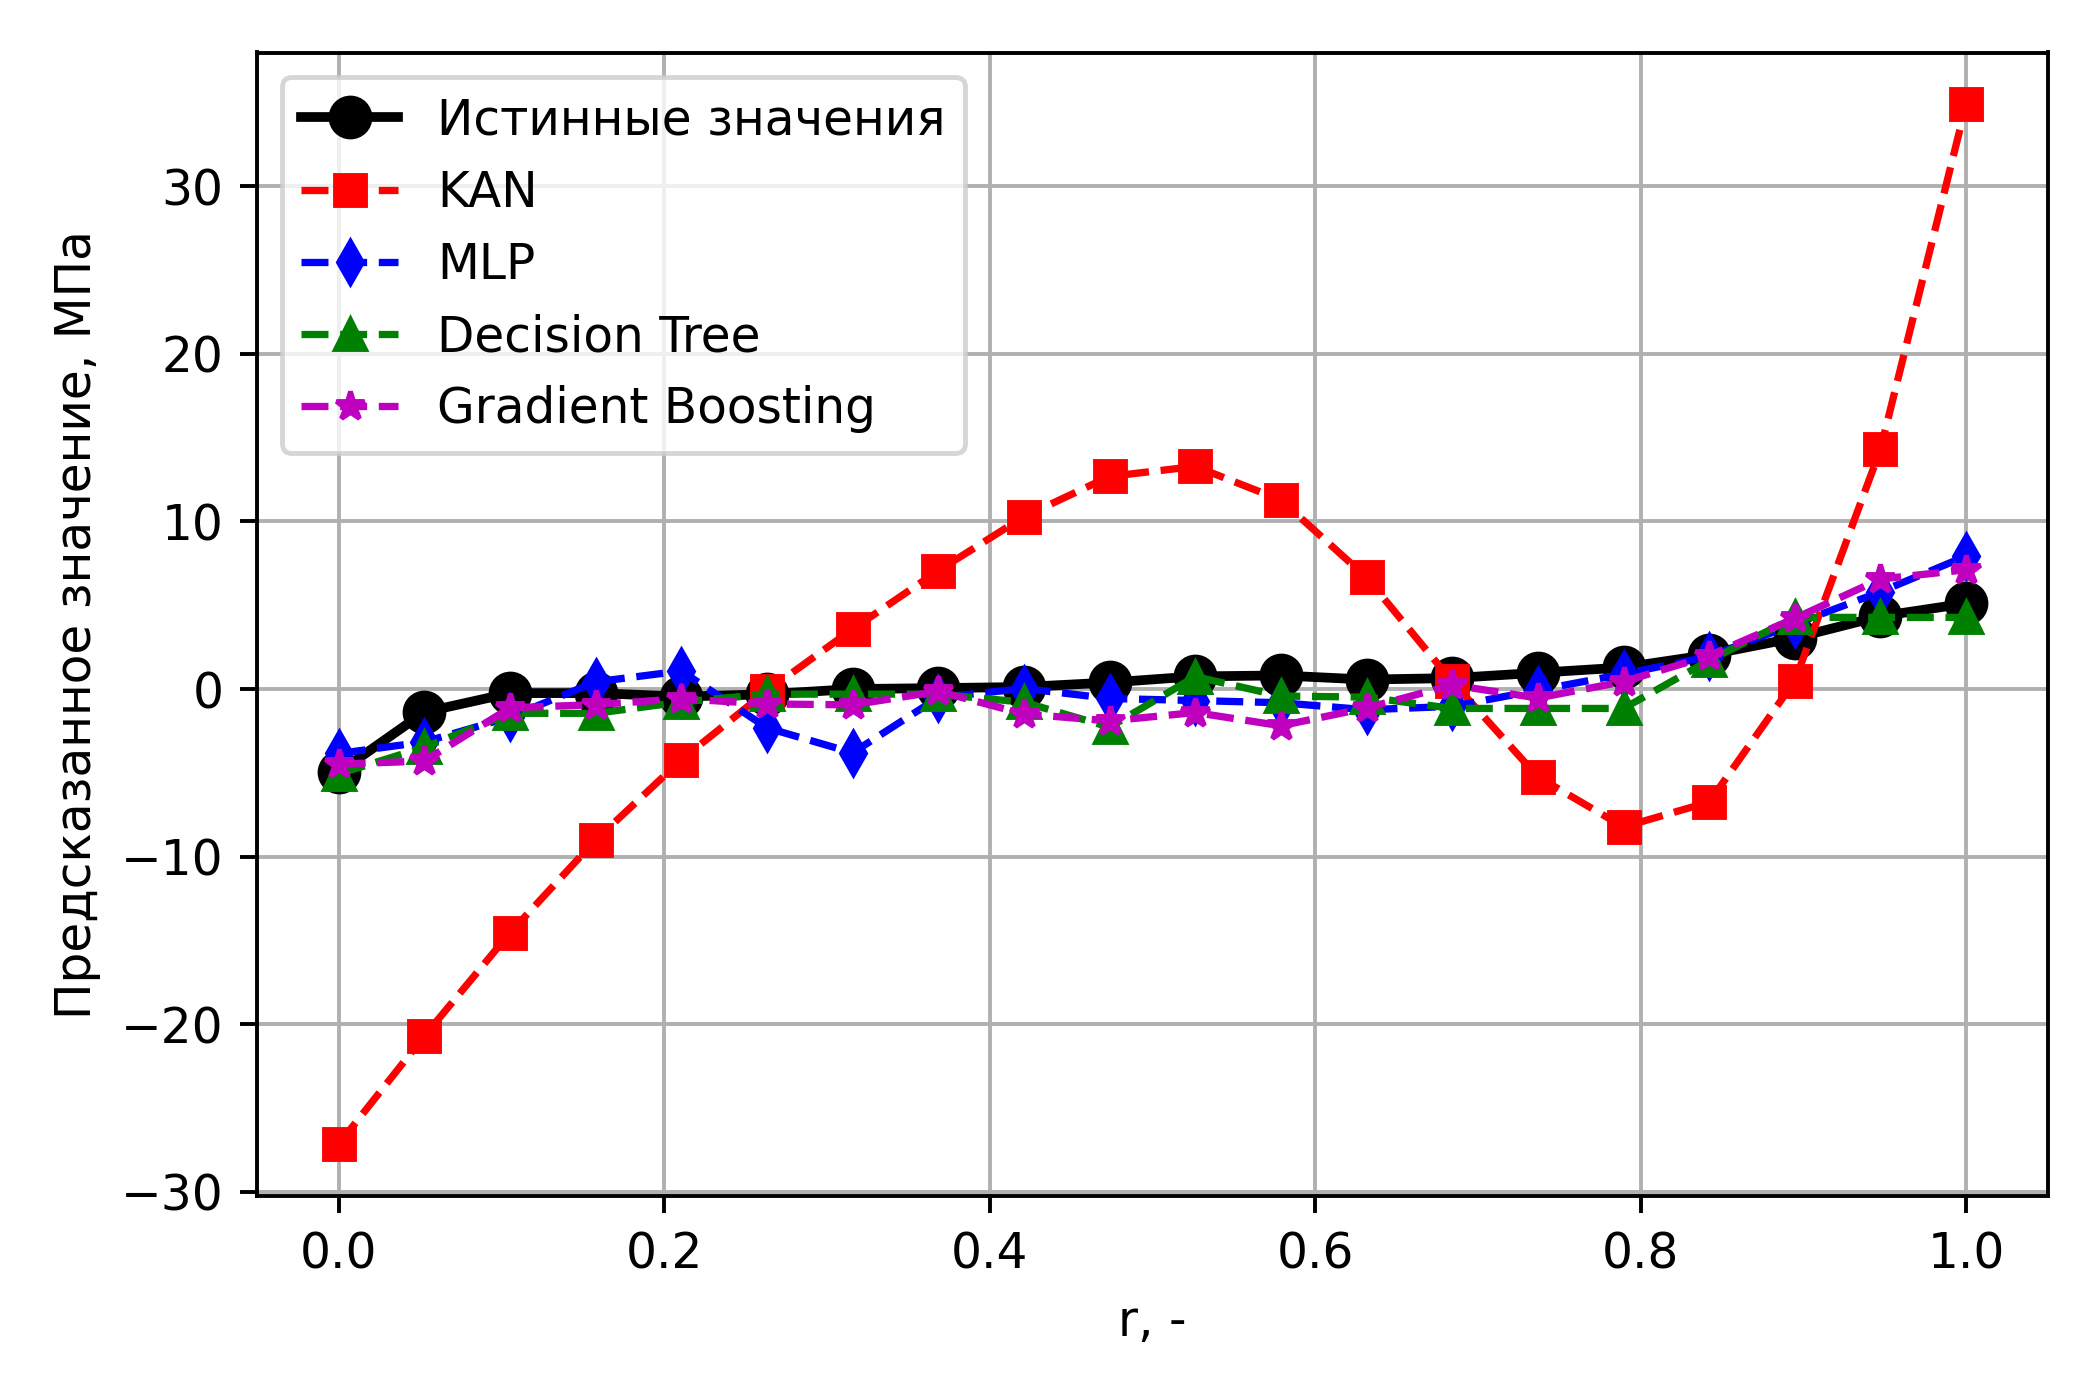 Истинные значения
KAN
MLP
Decision Tree
Gradient Boosting
Предсказанное значение, МПа
30
20
10
0
−10
−20
−30
0.0 0.2 0.4 0.6 0.8 1.0
r, -